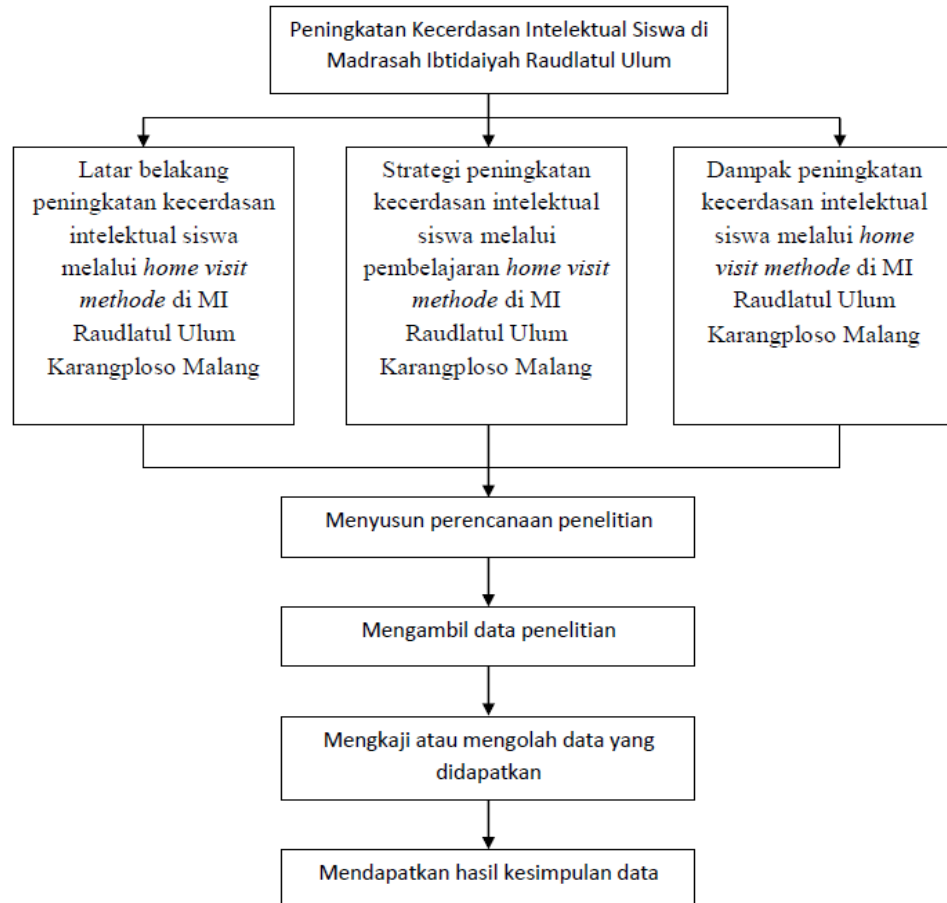 Peningkatan Kecerdasan Intelektual Siswa di
Madrasah Ibtidaiyah Raudlatul Ulum
Latar belakang
peningkatan kecerdasan
intelektual siswa
melalui home visit
methode di MI
Raudlatul Ulum
Karangploso Malang
Strategi peningkatan
kecerdasan intelektual
siswa melalui
pembelajaran home visit
methode di MI
Raudlatul Ulum
Karangploso Malang
Dampak peningkatan
kecerdasan intelektual
siswa melalui home
visit methode di MI
Raudlatul Ulum
Karangploso Malang
Menyusun perencanaan penelitian
Mengambil data penelitian
Mengkaji atau mengolah data yang
didapatkan
Mendapatkan hasil kesimpulan data